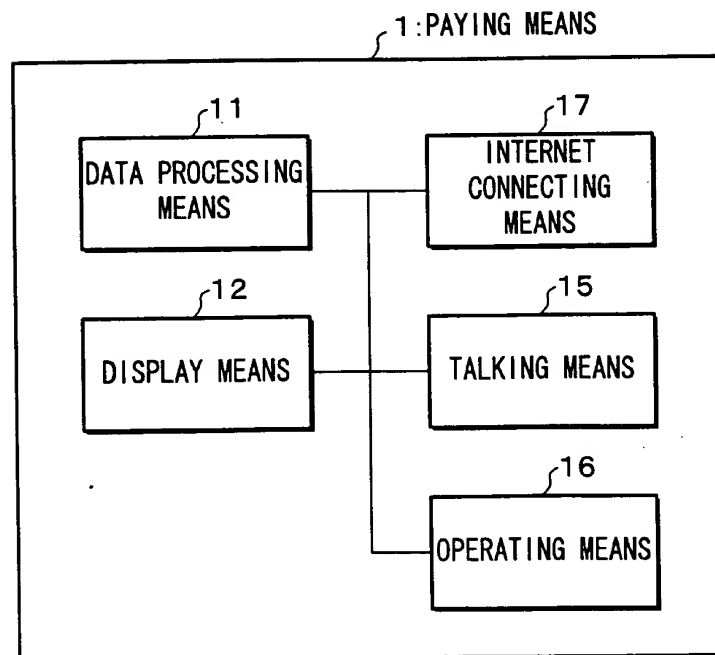 1:PAYING MEANS
11
DATA PROCESSING
MEANS
17
INTERNET
CONNECTING
MEANS
12
DISPLAY MEANS
15
TALKING MEANS
16
OPERATING MEANS